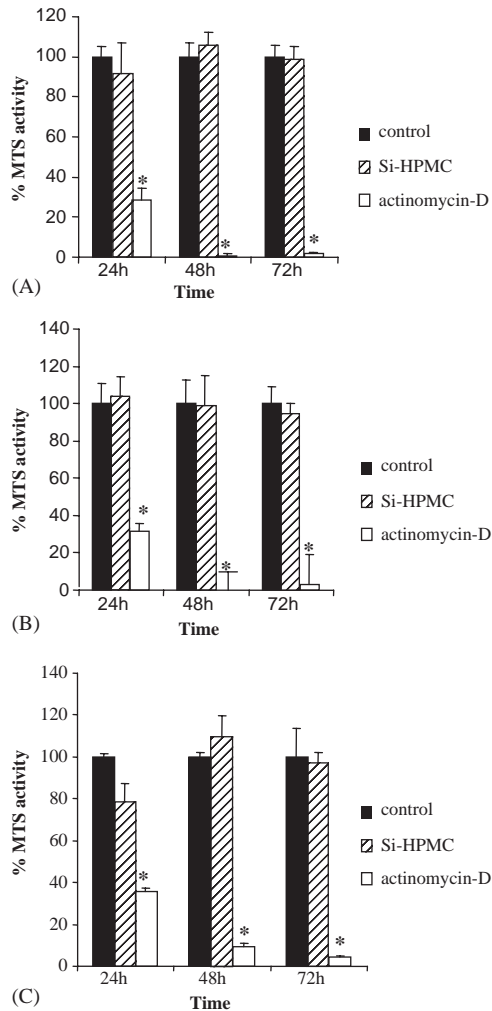 120
100
80
60
40
20
0
% MTS activity
*
*
*
24h
48h
72h
Time
control
Si-HPMC
actinomycin-D
(A)
140
120
100
80
60
40
20
0
% MTS activity
*
*
*
24h
48h
72h
Time
control
Si-HPMC
actinomycin-D
(B)
140
120
100
80
60
40
20
0
% MTS activity
*
*
*
24h
48h
72h
Time
control
Si-HPMC
actinomycin-D
(C)